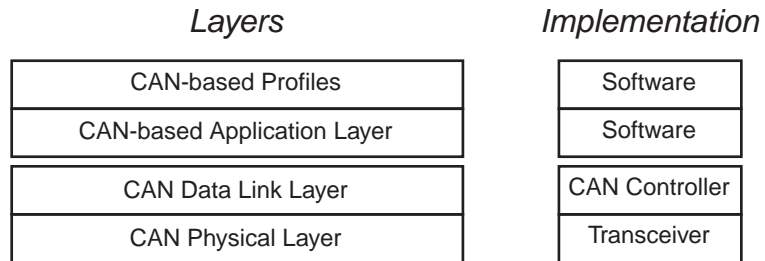 Layers Implementation
CAN-based Profiles Software
CAN-based Application Layer Software
CAN Data Link Layer CAN Controller
CAN Physical Layer Transceiver